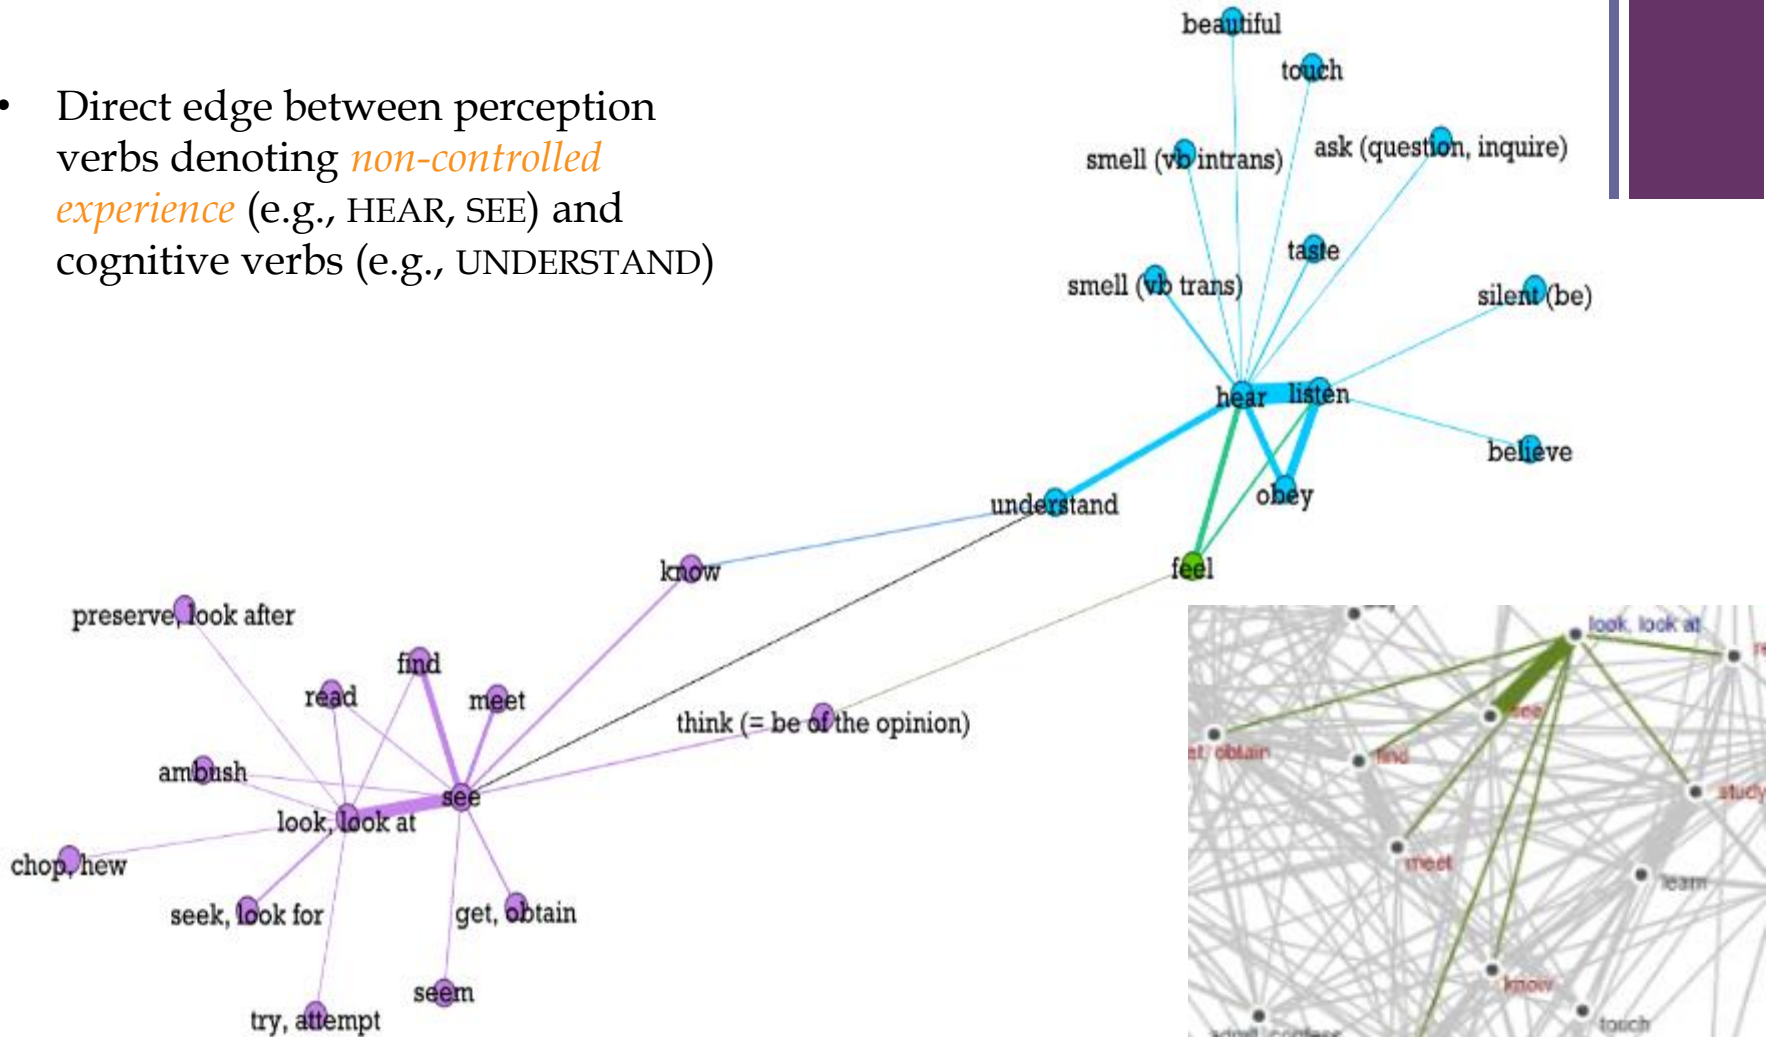 • Direct edge between perception
verbs denoting non-controlled
experience (e.g., HEAR, SEE) and
cognitive verbs (e.g., UNDERSTAND)
beautiful
touch
smell (vb intrans)
ask (question, inquire)
taste
smell (vb trans)
silent (be)
hear
listen
believe
obey
understand
feel
know
preserve, look after
find
read
meet
think (= be of the opinion)
ambush
see
look, look at
chop, hew
seek, look for
get, obtain
seem
try, attempt
look, look at
see
obtain
find
study
meet
learn
know
touch
admit, confess